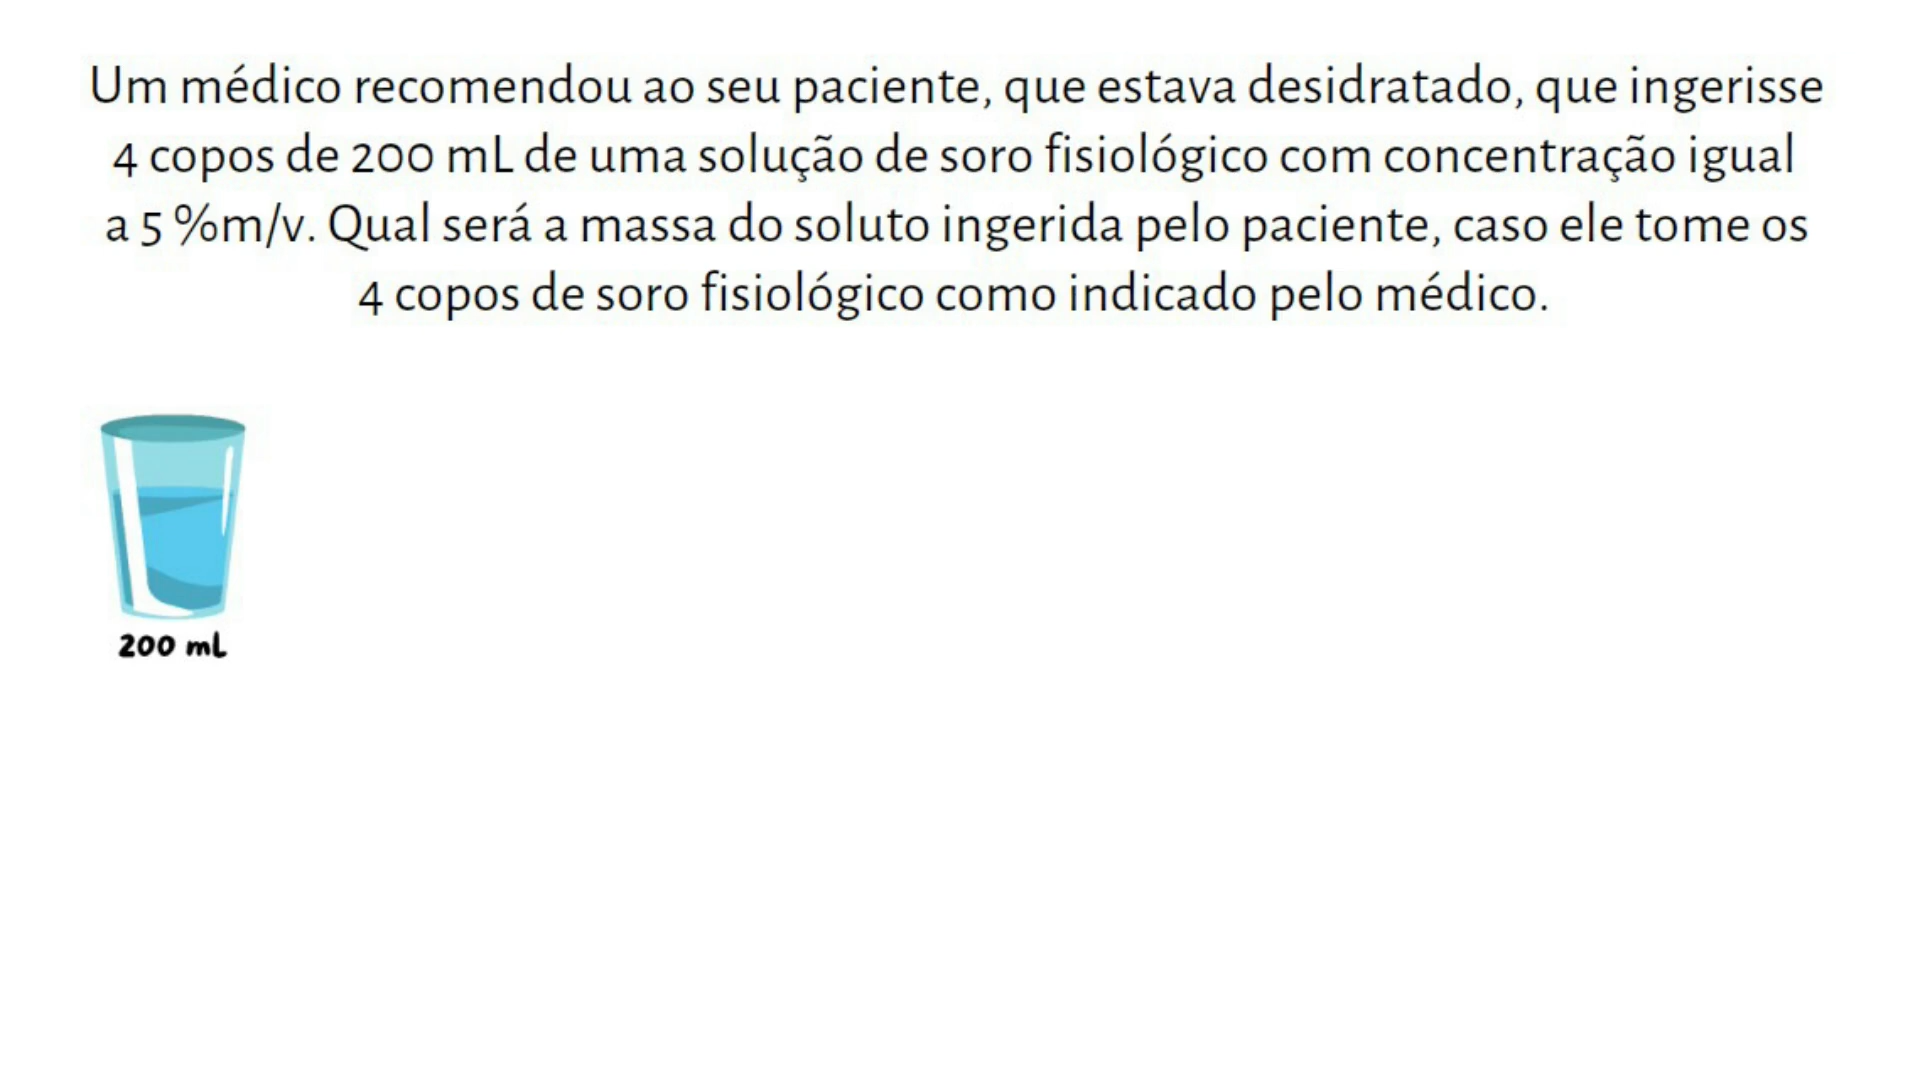 Um médico recomendou ao seu paciente, que estava desidratado, que ingerisse
4 copos de 200 mL de uma solução de soro fisiológico com concentração igual
a 5 %m/v. Qual será a massa do soluto ingerida pelo paciente, caso ele tome os
4 copos de soro fisiológico como indicado pelo médico.
200 mL